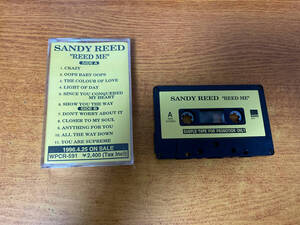 SANDY REED
"REED ME"
SIDE A
1. CRAZY
2. OOPS BABY OOPS
3. THE COLOUR OF LOVE
4. LIGHT OF DAY
5. SINCE YOU CONQUERED
MY HEART
6. SHOW YOU THE WAY
SIDE B
7. DON'T WORRY ABOUT IT
8. CLOSER TO MY SOUL
9. ANYTHING FOR YOU
10. ALL THE WAY DOWN
11. YOU ARE SUPREME
1996.4.25 ON SALE
WPCR-591 ¥2,400 (Tax Incl)
SANDY REED "REED ME"
A
SAMPLE TAPE FOR PROMOTION ONLY